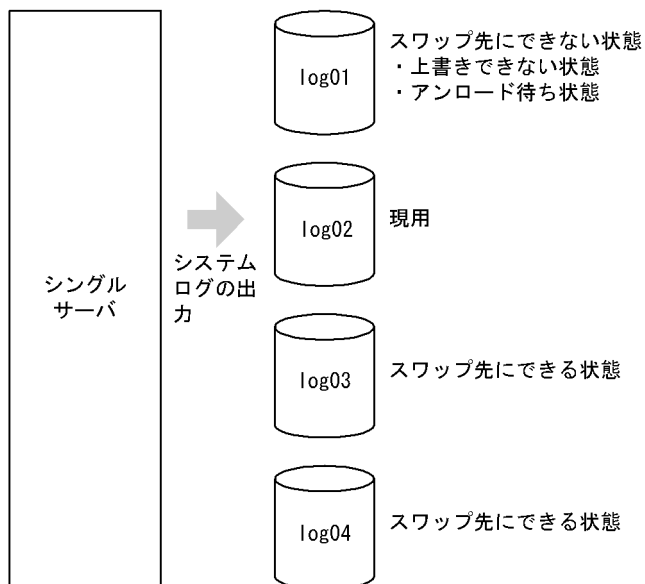 シングル
サーバ
システム
ログの出
力
log01
スワップ先にできない状態
・上書きできない状態
・アンロード待ち状態
log02
現用
log03
スワップ先にできる状態
log04
スワップ先にできる状態